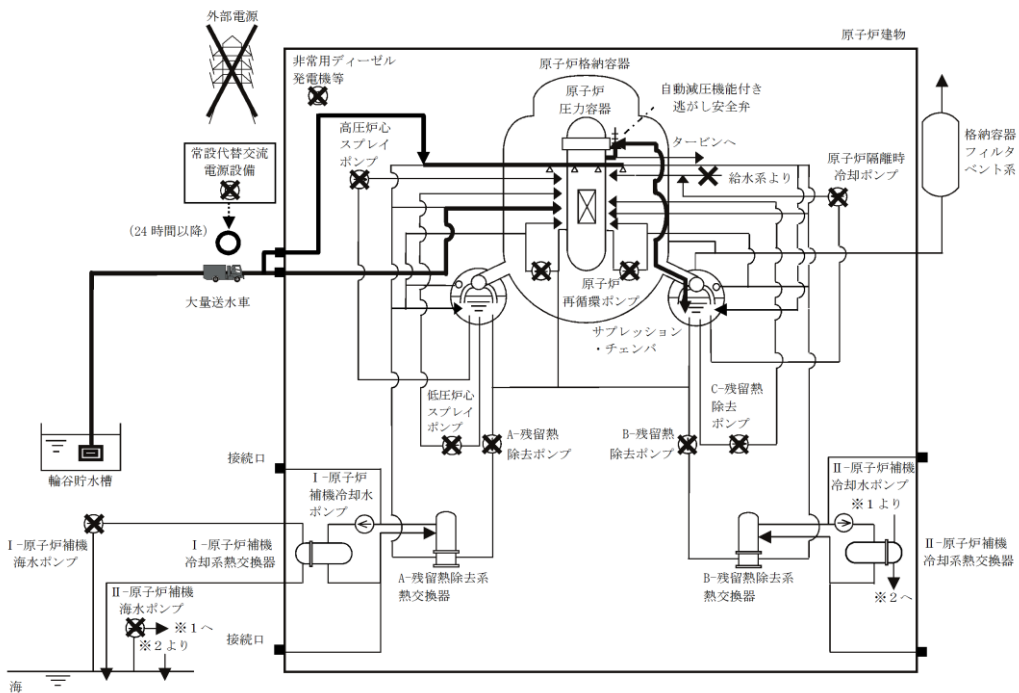 外部電源
原子炉建物
非常用ディーゼル
発電機等
原子炉格納容器
原子炉
圧力容器
自動減圧機能付き
逃がし安全弁
高圧炉心
スプレイ
ポンプ
タービンへ
給水系より
原子炉隔離時
冷却ポンプ
格納容器
フィルタ
ベント系
常設代替交流
電源設備
(24時間以降)
大量送水車
原子炉
再循環ポンプ
サプレッション
・チェンバ
低圧炉心
スプレイ
ポンプ
A-残留熱
除去ポンプ
B-残留熱
除去ポンプ
C-残留熱
除去
ポンプ
輪谷貯水槽
接続口
Ⅰ-原子炉
補機冷却水
ポンプ
Ⅱ-原子炉補機
冷却水ポンプ
※1より
Ⅰ-原子炉補機
海水ポンプ
Ⅰ-原子炉補機
冷却系熱交換器
A-残留熱除去系
熱交換器
B-残留熱除去系
熱交換器
Ⅱ-原子炉補機
冷却系熱交換器
※2へ
Ⅱ-原子炉補機
海水ポンプ
※1へ
※2より
接続口
海